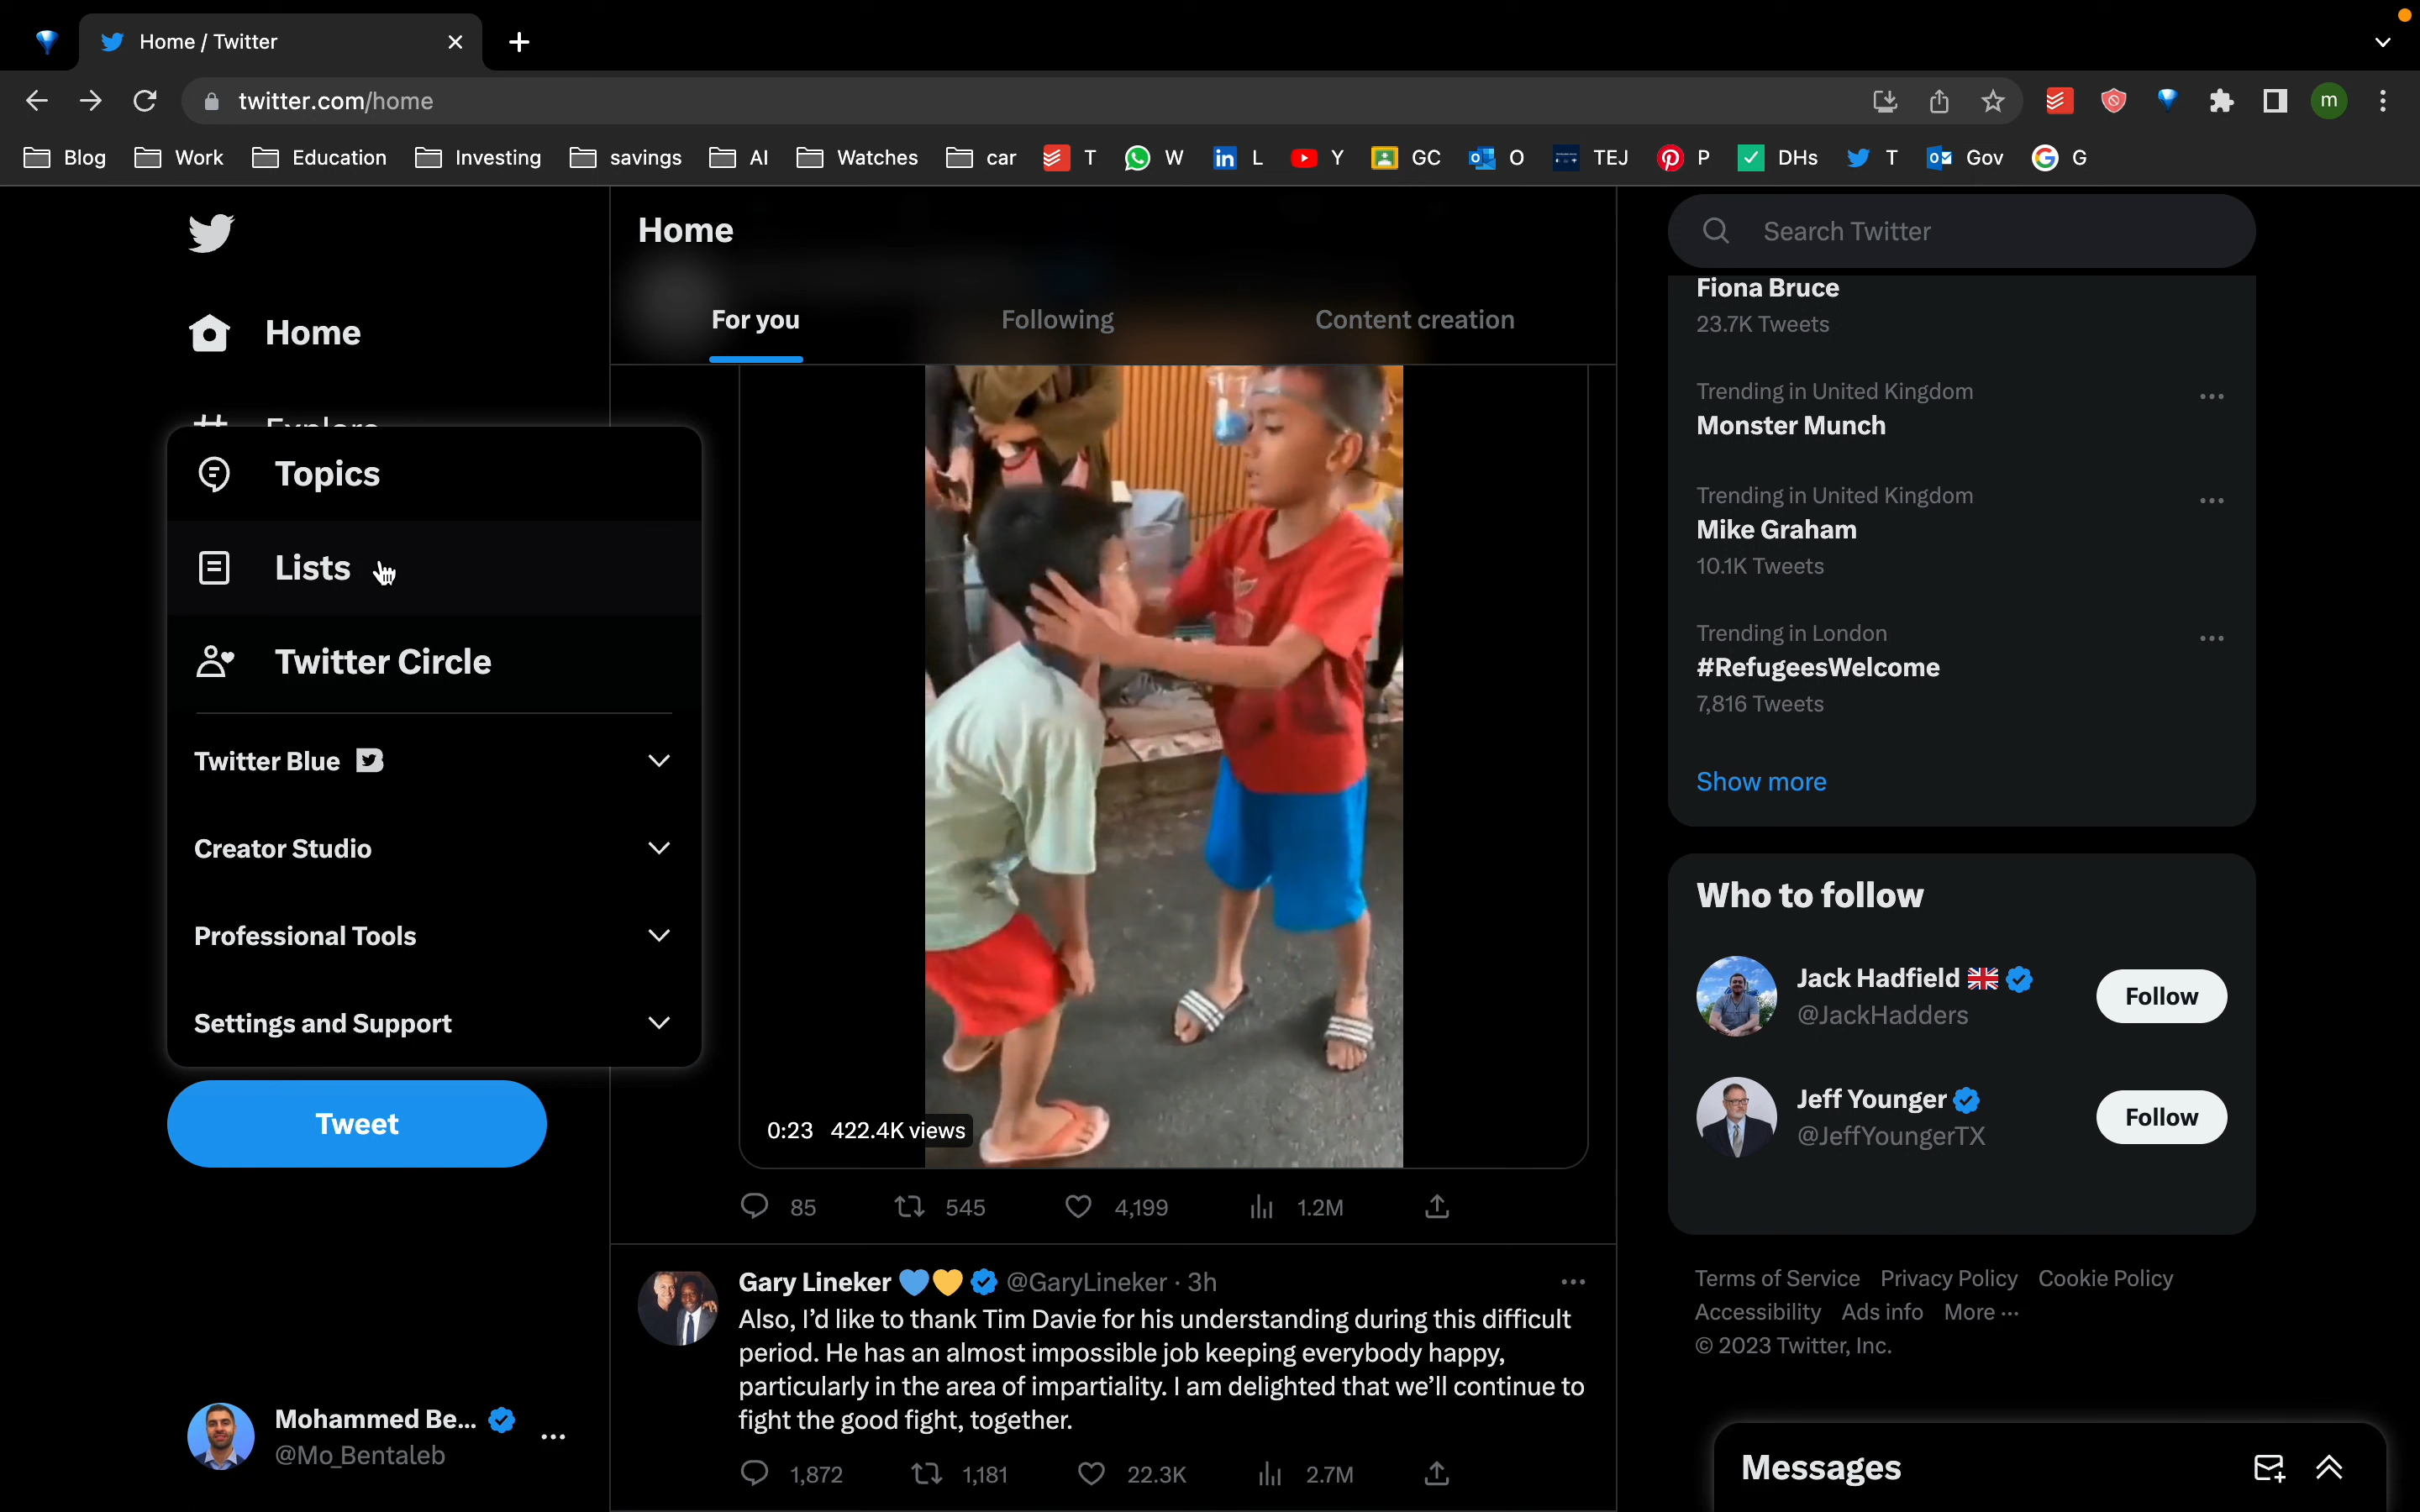 Home / Twitter
twitter.com/home
m
Blog
Work
Education
Investing
savings
AI
Watches
car
T
W
L
Y
GC
O
TEJ
P
DHs
T
Gov
G
Home
Explore
Topics
Lists
Twitter Circle
Twitter Blue
Creator Studio
Professional Tools
Settings and Support
Tweet
Mohammed Be...
@Mo_Bentaleb
Home
For you
Following
Content creation
0:23 422.4K views
85 545 4,199 1.2M
Gary Lineker @GaryLineker · 3h
Also, I’d like to thank Tim Davie for his understanding during this difficult
period. He has an almost impossible job keeping everybody happy,
particularly in the area of impartiality. I am delighted that we’ll continue to
fight the good fight, together.
1,872 1,181 22.3K 2.7M
Search Twitter
Fiona Bruce
23.7K Tweets
Trending in United Kingdom
Monster Munch
Trending in United Kingdom
Mike Graham
10.1K Tweets
Trending in London
#RefugeesWelcome
7,816 Tweets
Show more
Who to follow
Jack Hadfield
@JackHadders
Follow
Jeff Younger
@JeffYoungerTX
Follow
Terms of Service Privacy Policy Cookie Policy
Accessibility Ads info More ···
© 2023 Twitter, Inc.
Messages